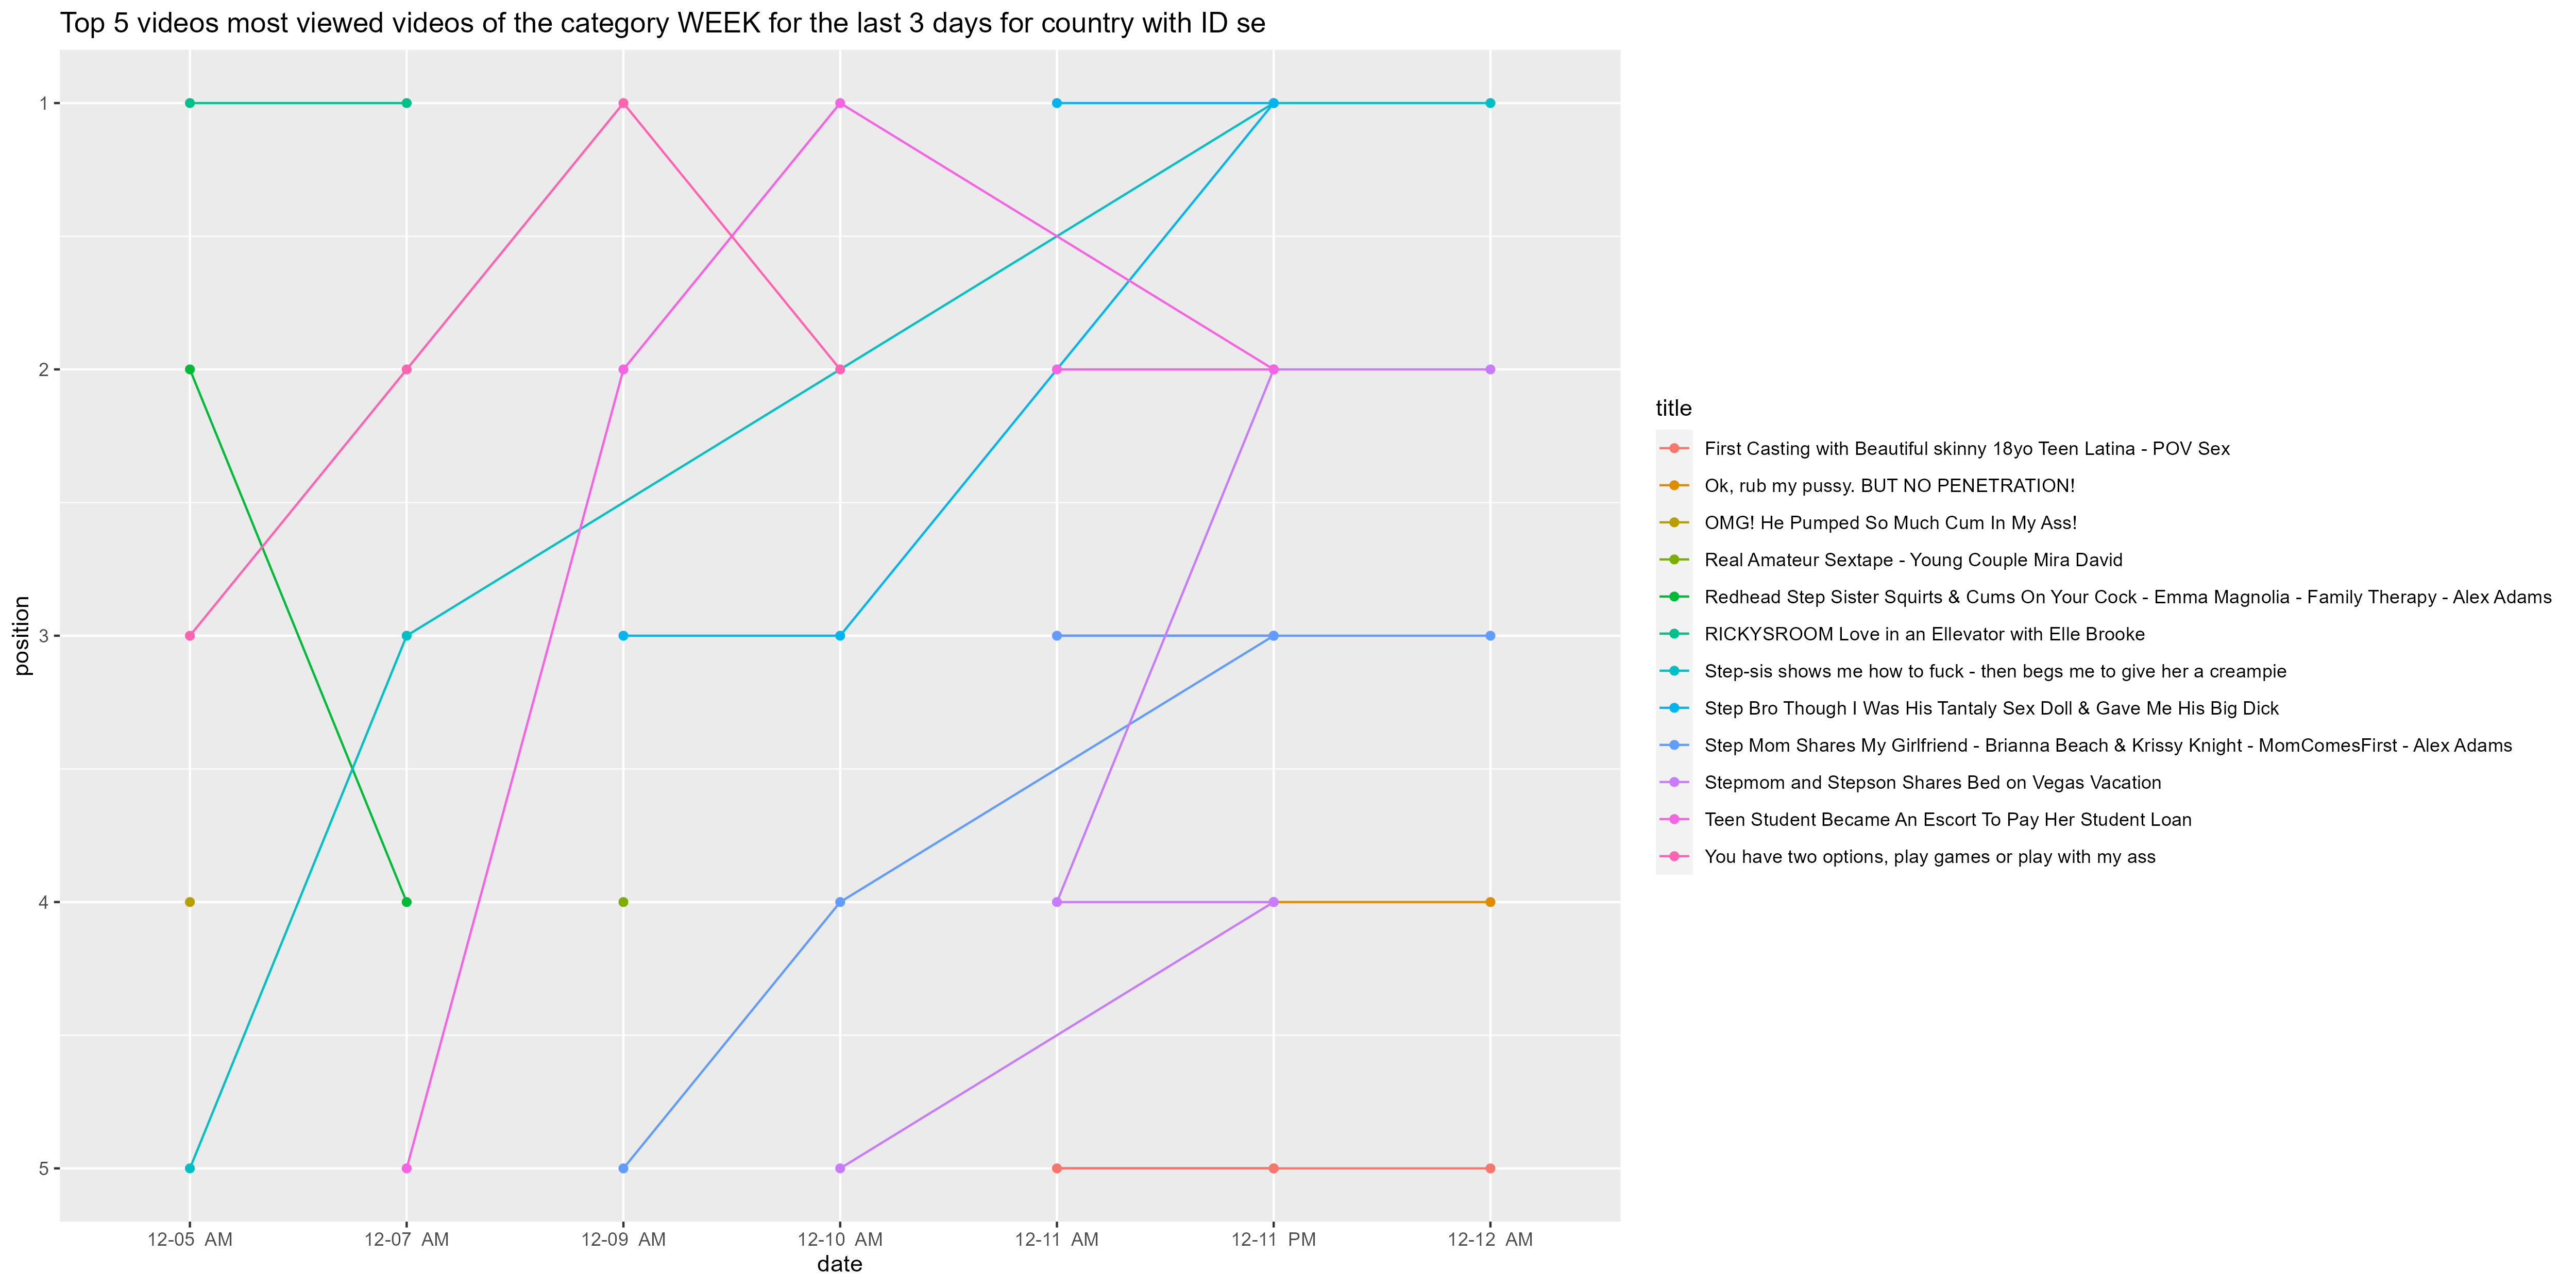 Top 5 videos most viewed videos of the category WEEK for the last 3 days for country with ID se
position
1
2
3
4
5
12-05 AM
12-07 AM
12-09 AM
12-10 AM
12-11 AM
12-11 PM
12-12 AM
date
title
First Casting with Beautiful skinny 18yo Teen Latina - POV Sex
Ok, rub my pussy. BUT NO PENETRATION!
OMG! He Pumped So Much Cum In My Ass!
Real Amateur Sextape - Young Couple Mira David
Redhead Step Sister Squirts & Cums On Your Cock - Emma Magnolia - Family Therapy - Alex Adams
RICKYSROOM Love in an Ellevator with Elle Brooke
Step-sis shows me how to fuck - then begs me to give her a creampie
Step Bro Though I Was His Tantaly Sex Doll & Gave Me His Big Dick
Step Mom Shares My Girlfriend - Brianna Beach & Krissy Knight - MomComesFirst - Alex Adams
Stepmom and Stepson Shares Bed on Vegas Vacation
Teen Student Became An Escort To Pay Her Student Loan
You have two options, play games or play with my ass